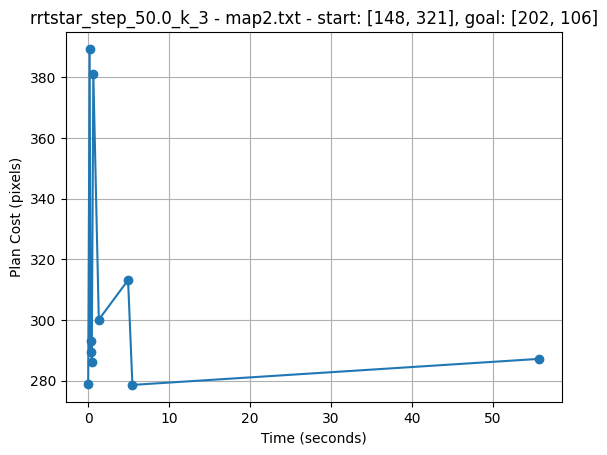 rrtstar_step_50.0_k_3 - map2.txt - start: [148, 321], goal: [202, 106]
Plan Cost (pixels)
380
360
340
320
300
280
0 10 20 30 40 50
Time (seconds)